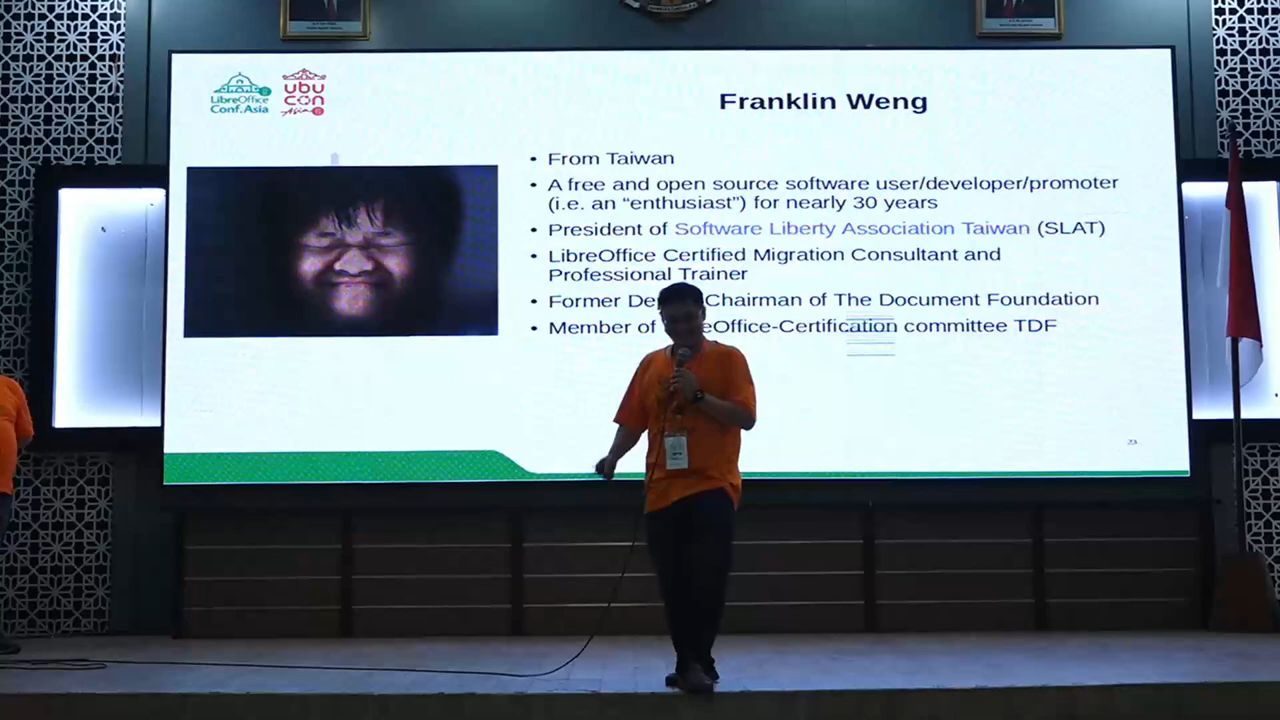 LibreOffice
Conf.Asia
ubu
con
Asia
Franklin Weng
• From Taiwan
• A free and open source software user/developer/promoter
(i.e. an “enthusiast”) for nearly 30 years
• President of Software Liberty Association Taiwan (SLAT)
• LibreOffice Certified Migration Consultant and
Professional Trainer
• Former Chairman of The Document Foundation
• Member of committee TDF
23